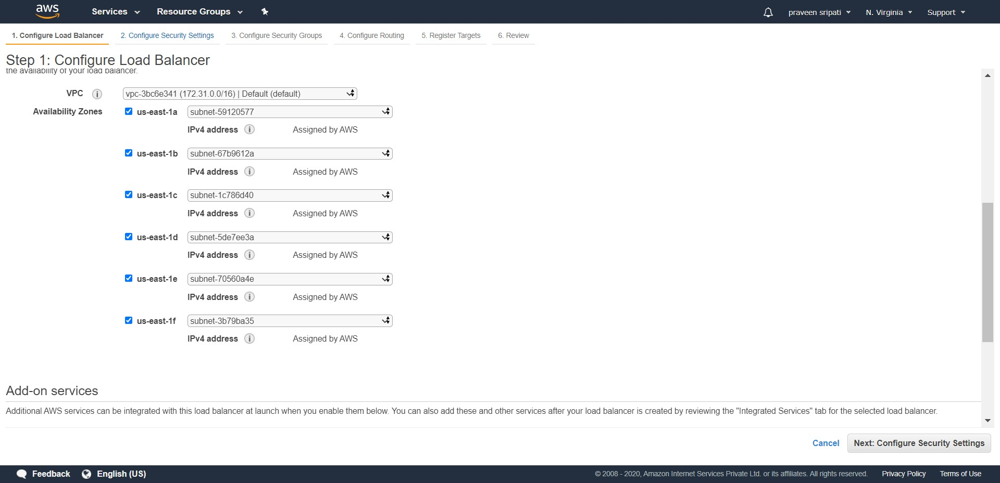 aws Services Resource Groups praveen sripati N. Virginia Support
1. Configure Load Balancer 2. Configure Security Settings 3. Configure Security Groups 4. Configure Routing 5. Register Targets 6. Review
Step 1: Configure Load Balancer
the availability of your load balancer.
VPC i vpc-3bc6e341 (172.31.0.0/16) | Default (default)
Availability Zones us-east-1a subnet-59120577
IPv4 address i Assigned by AWS
us-east-1b subnet-67b9612a
IPv4 address i Assigned by AWS
us-east-1c subnet-1c786d40
IPv4 address i Assigned by AWS
us-east-1d subnet-5de7ee3a
IPv4 address i Assigned by AWS
us-east-1e subnet-70560a4e
IPv4 address i Assigned by AWS
us-east-1f subnet-3b79ba35
IPv4 address i Assigned by AWS
Add-on services
Additional AWS services can be integrated with this load balancer at launch when you enable them below. You can also add these and other services after your load balancer is created by reviewing the "Integrated Services" tab for the selected load balancer.
Cancel Next: Configure Security Settings
Feedback English (US) © 2008 - 2020, Amazon Internet Services Private Ltd. or its affiliates. All rights reserved. Privacy Policy Terms of Use